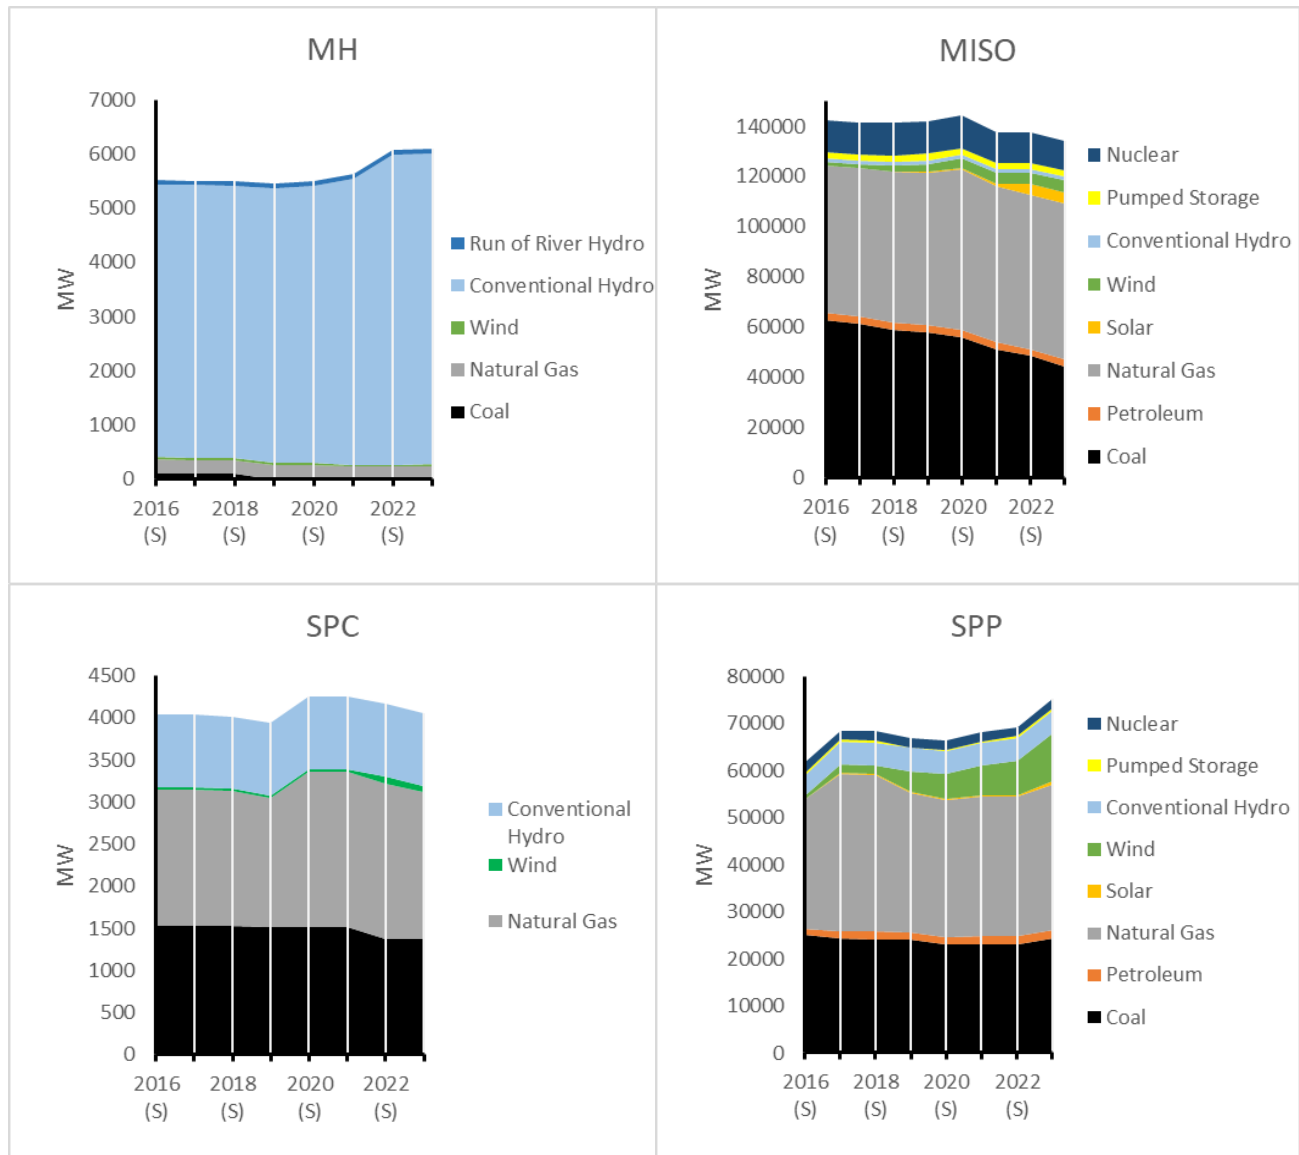 MH
7000
6000
5000
4000
3000
2000
1000
0
MW
2016 2018 2020 2022
(S) (S) (S) (S)
Run of River Hydro
Conventional Hydro
Wind
Natural Gas
Coal
MISO
140000
120000
100000
80000
60000
40000
20000
0
MW
2016 2018 2020 2022
(S) (S) (S) (S)
Nuclear
Pumped Storage
Conventional Hydro
Wind
Solar
Natural Gas
Petroleum
Coal
SPC
4500
4000
3500
3000
2500
2000
1500
1000
500
0
MW
2016 2018 2020 2022
(S) (S) (S) (S)
Conventional
Hydro
Wind
Natural Gas
SPP
80000
70000
60000
50000
40000
30000
20000
10000
0
MW
2016 2018 2020 2022
(S) (S) (S) (S)
Nuclear
Pumped Storage
Conventional Hydro
Wind
Solar
Natural Gas
Petroleum
Coal